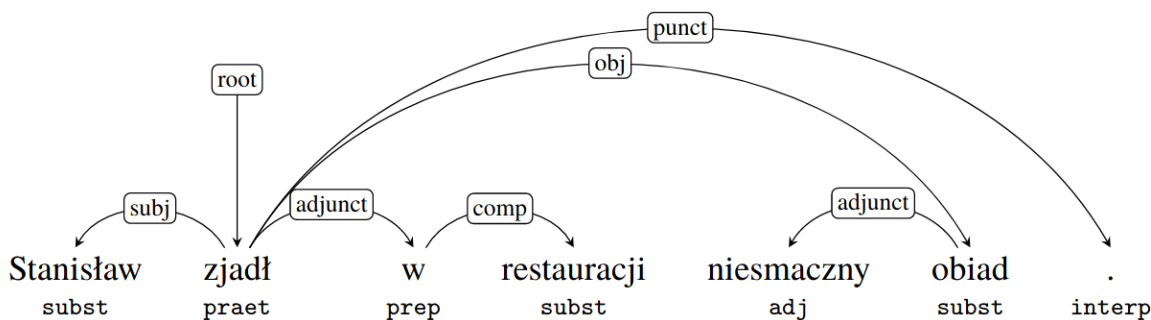 punct
obj
root
subj adjunct comp adjunct
Stanisław zjadł w restauracji niesmaczny obiad .
subst praet prep subst adj subst interp